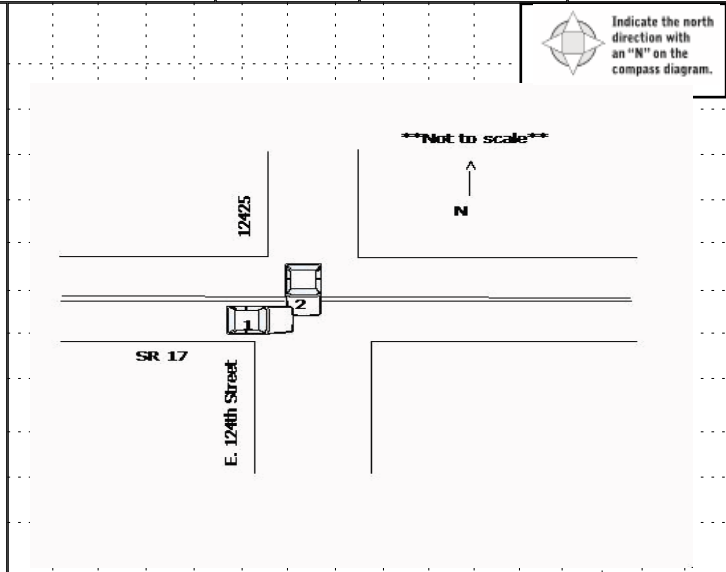 Indicate the north
direction with
an “N” on the
compass diagram.
**Not to scale**
N
12425
2
1
SR 17
E. 124th Street